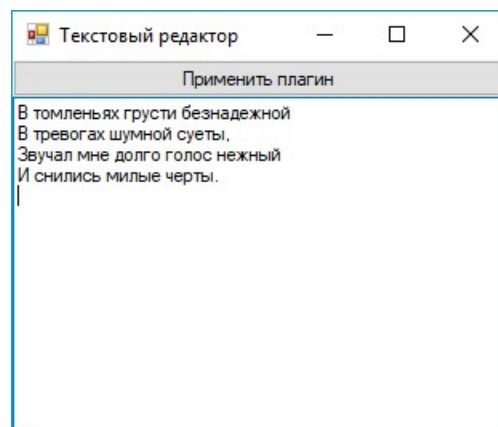 Текстовый редактор
Применить плагин
В томленьях грусти безнадежной
В тревогах шумной суеты,
Звучал мне долго голос нежный
И снились милые черты.